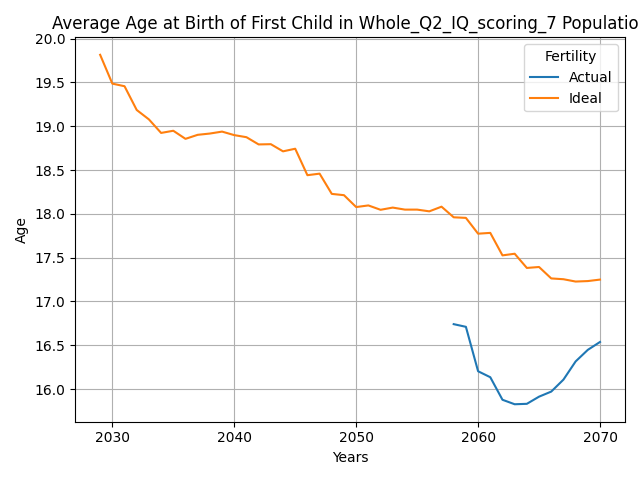 Average Age at Birth of First Child in Whole_Q2_IQ_scoring_7 Populatio
20.0
19.5
19.0
18.5
18.0
17.5
17.0
16.5
16.0
Age
Fertility
Actual
Ideal
2030 2040 2050 2060 2070
Years